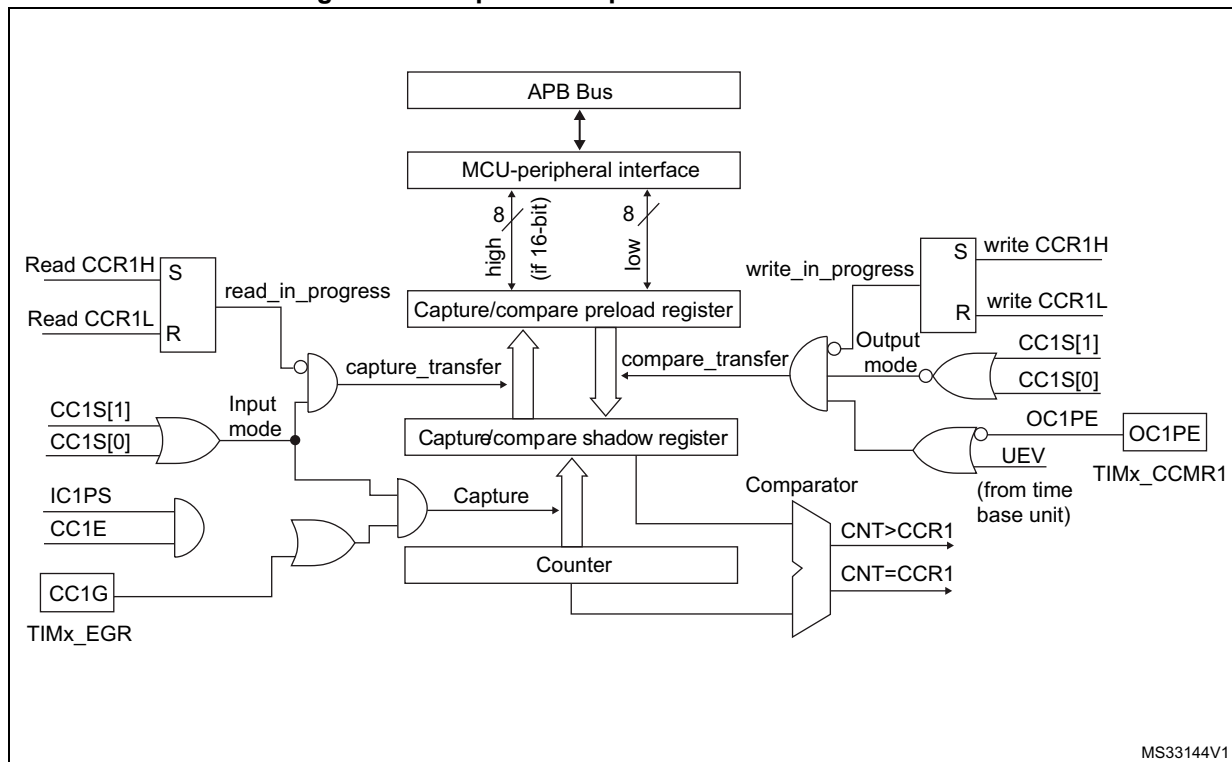 APB Bus
MCU-peripheral interface
8
high
(if 16-bit)
8
low
Read CCR1H
Read CCR1L
S
R
read_in_progress
write_in_progress
S
R
write CCR1H
write CCR1L
Capture/compare preload register
capture_transfer
compare_transfer
Output
mode
CC1S[1]
CC1S[0]
CC1S[1]
CC1S[0]
Input
mode
Capture/compare shadow register
OC1PE
OC1PE
UEV
TIMx_CCMR1
(from time
base unit)
IC1PS
CC1E
Capture
Comparator
CNT>CCR1
CNT=CCR1
Counter
CC1G
TIMx_EGR
MS33144V1